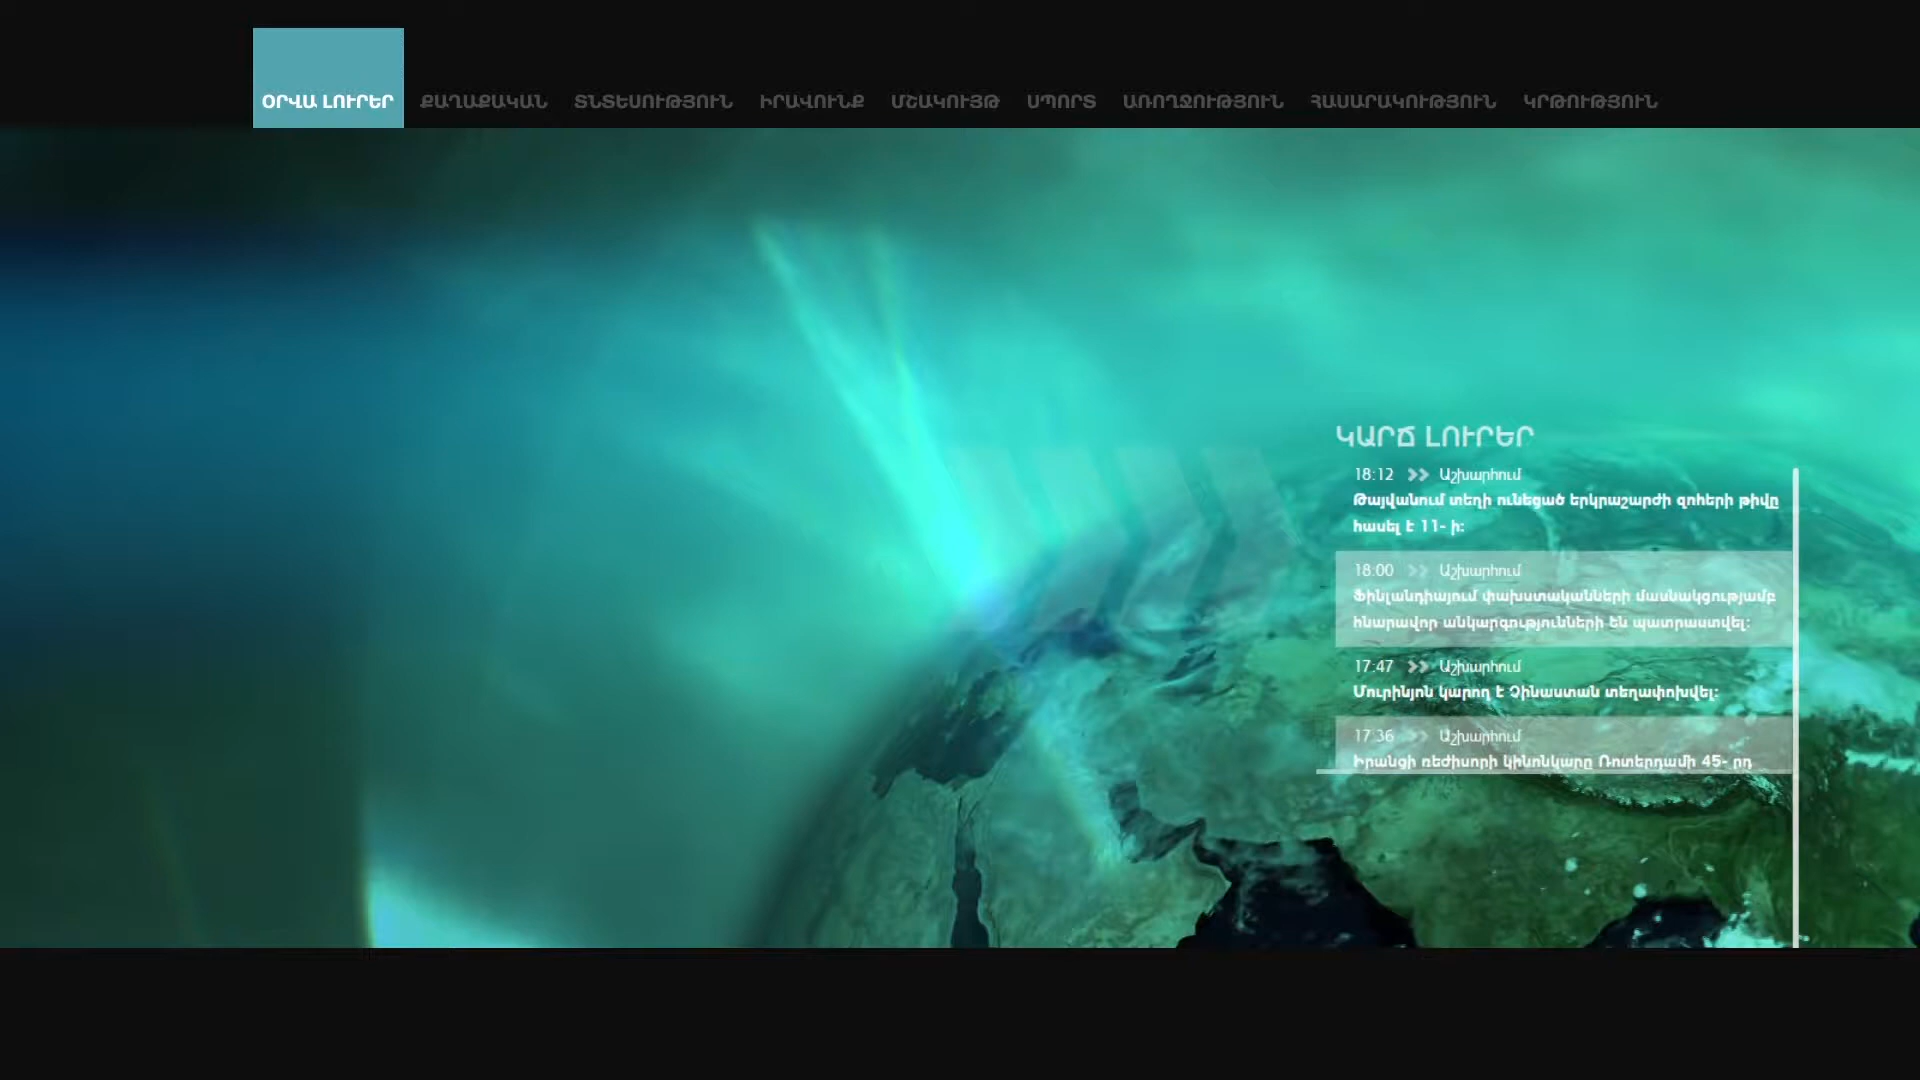 ՕՐՎԱ ԼՈՒՐԵՐ ՔԱՂԱՔԱԿԱՆ ՏՆՏԵՍՈՒԹՅՈՒՆ ԻՐԱՎՈՒՆՔ ՄՇԱԿՈՒՅԹ ՍՊՈՐՏ ԱՌՈՂՋՈՒԹՅՈՒՆ ՀԱՍԱՐԱԿՈՒԹՅՈՒՆ ԿՐԹՈՒԹՅՈՒՆ
ԿԱՐՃ ԼՈՒՐԵՐ
18:12 Աշխարհում
Թայվանում տեղի ունեցած երկրաշարժի զոհերի թիվը
հասել է 11- ի:
18:00 Աշխարհում
Ֆինլանդիայում փախստականների մասնակցությամբ
հնարավոր անկարգությունների են պատրաստվել:
17:47 Աշխարհում
Մուրինյոն կարող է Չինաստան տեղափոխվել:
17:36 Աշխարհում
Իրանցի ռեժիսորի կինոնկարը Ռոտերդամի 45- րդ